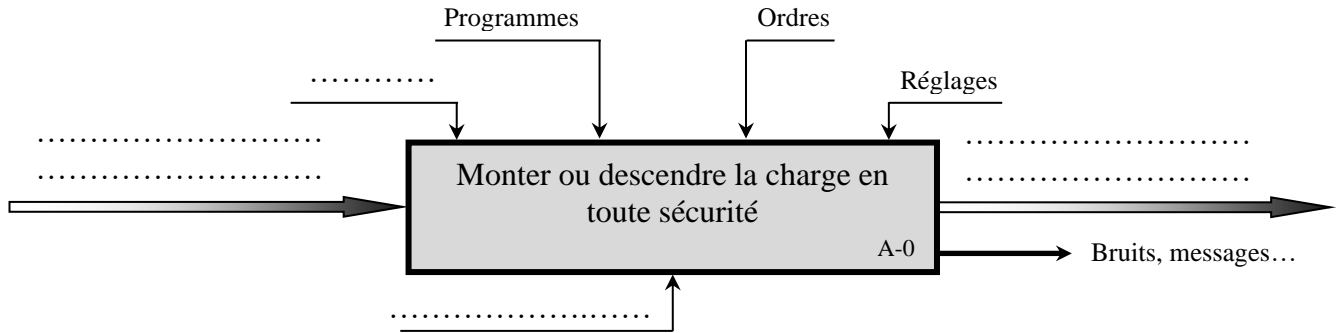 Programmes
Ordres
…………
Réglages
……………………………
……………………………
……………………………
……………………………
Monter ou descendre la charge en
toute sécurité
A-0
Bruits, messages…
………………………….